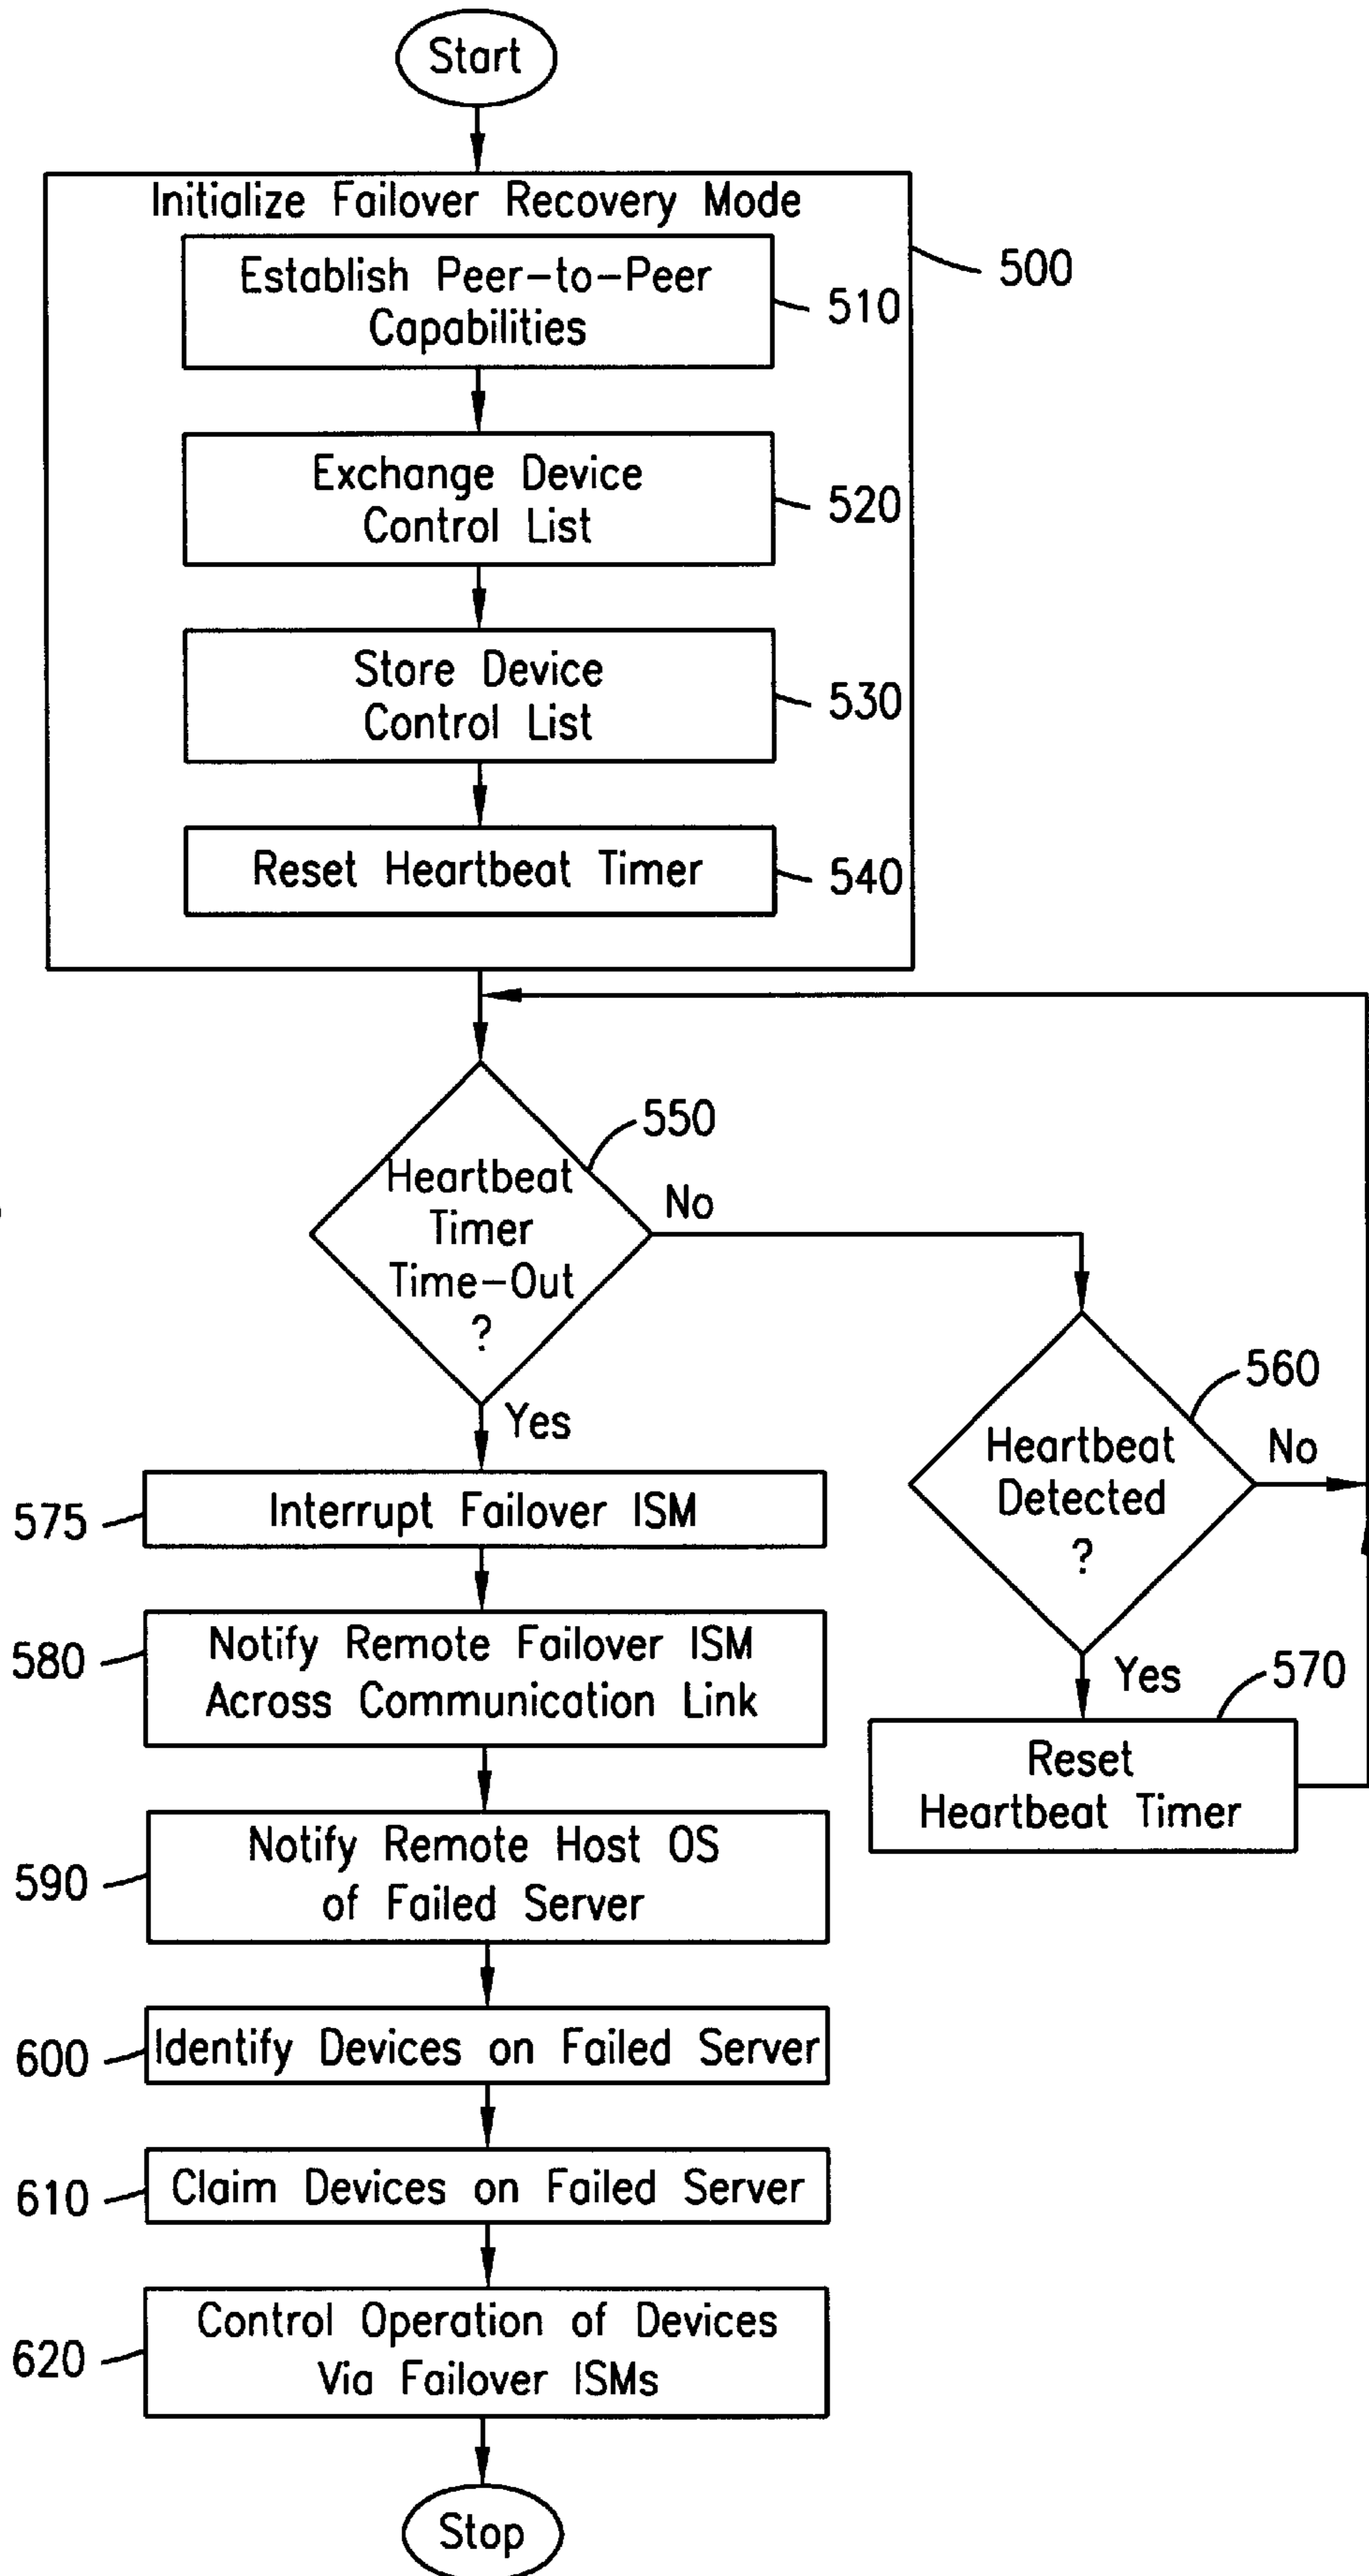 Start
Initialize Failover Recovery Mode
500
Establish Peer-to-Peer
Capabilities
510
Exchange Device
Control List
520
Store Device
Control List
530
Reset Heartbeat Timer
540
550
Heartbeat
Timer
Time-Out
?
No
Yes
560
Heartbeat
Detected
?
No
Yes
570
Reset
Heartbeat Timer
575
Interrupt Failover ISM
580
Notify Remote Failover ISM
Across Communication Link
590
Notify Remote Host OS
of Failed Server
600
Identify Devices on Failed Server
610
Claim Devices on Failed Server
620
Control Operation of Devices
Via Failover ISMs
Stop